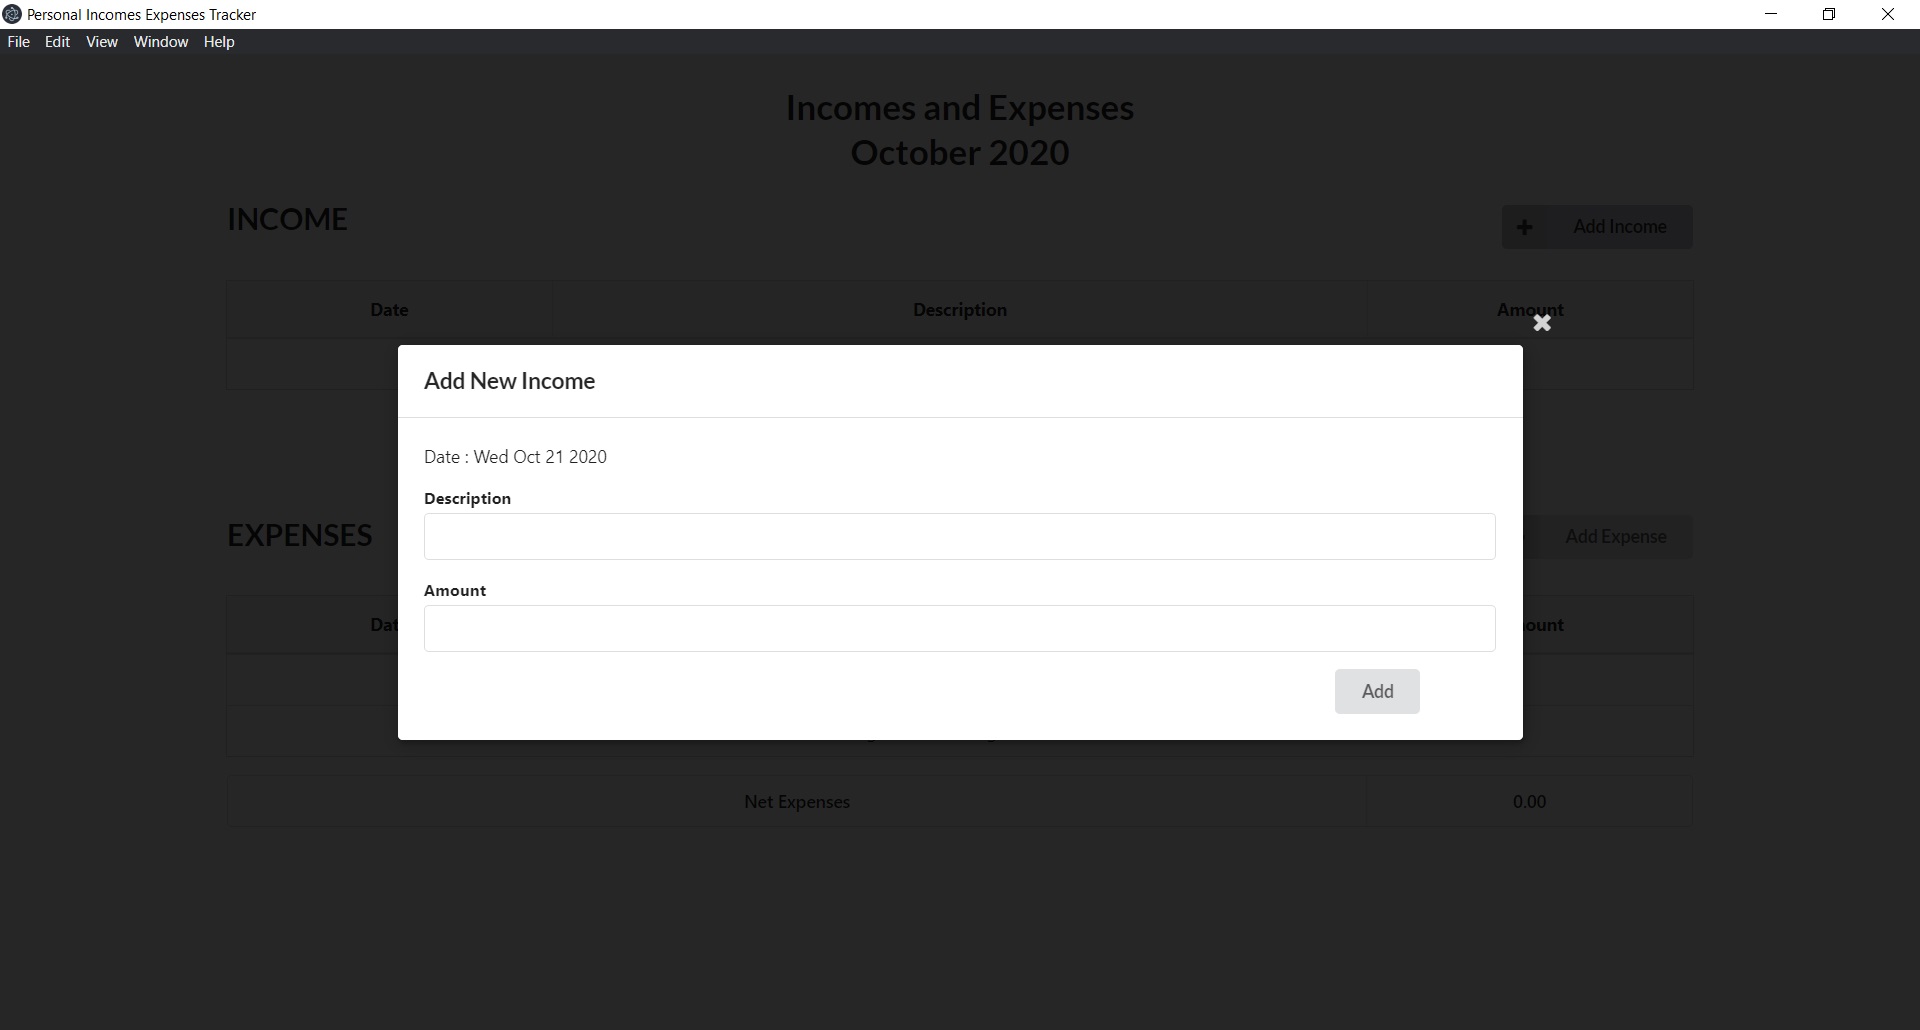 Personal Incomes Expenses Tracker
File Edit View Window Help
Incomes and Expenses
October 2020
INCOME
Add Income
Date Description Amount
Add New Income
Date : Wed Oct 21 2020
Description
EXPENSES
Add Expense
Amount
Add
Net Expenses 0.00